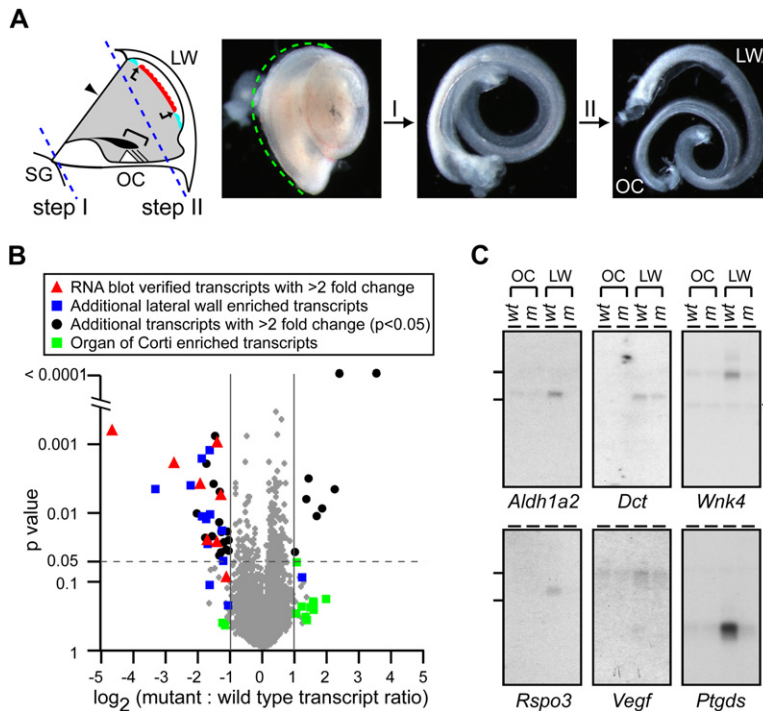 A
LW
SG
OC
step I
step II
I
II
LW
OC
B
RNA blot verified transcripts with >2 fold change
Additional lateral wall enriched transcripts
Additional transcripts with >2 fold change (p<0.05)
Organ of Corti enriched transcripts
< 0.0001
0.001
0.01
0.05
0.1
1
p value
-5 -4 -3 -2 -1 0 1 2 3 4 5
log2 (mutant : wild type transcript ratio)
C
OC LW OC LW OC LW
wt m wt m wt m wt m wt m wt m
Aldh1a2 Dct Wnk4
Rspo3 Vegf Ptgds